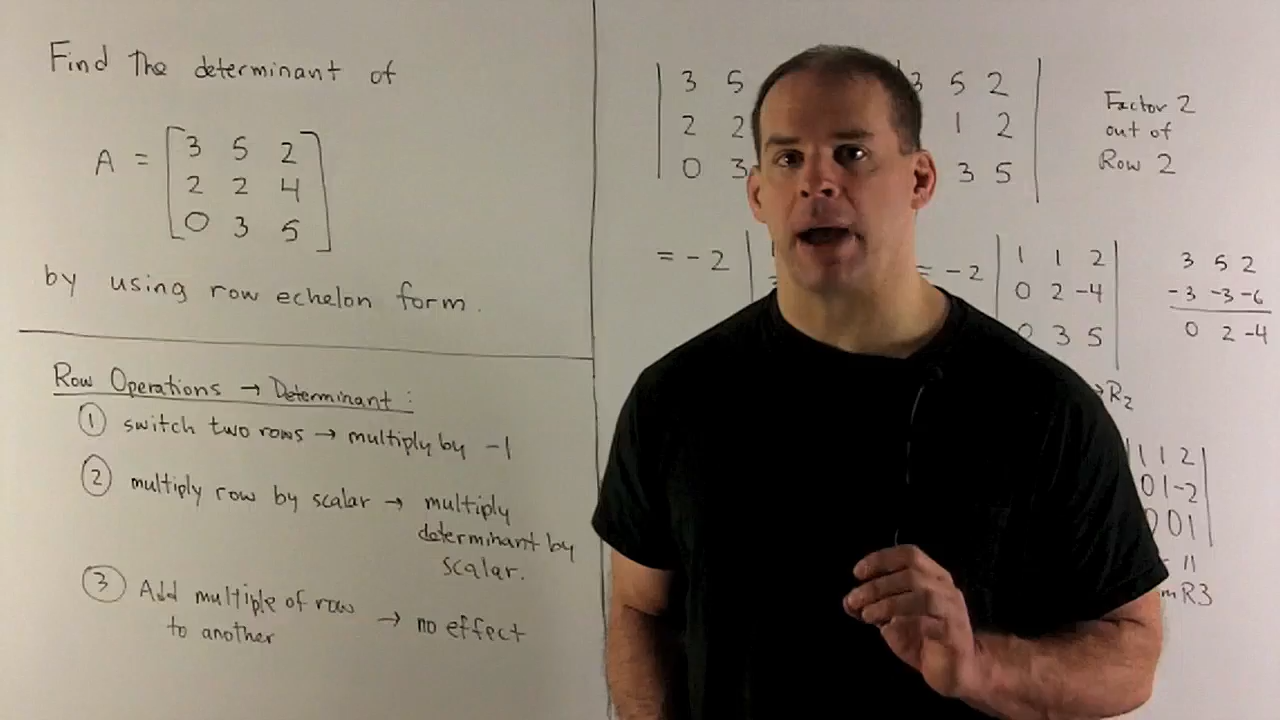 Find the determinant of
A = [ 3 5 2
2 2 4
0 3 5 ]
by using row echelon form.
Row Operations → Determinant :
① switch two rows → multiply by -1
② multiply row by scalar → multiply
determinant by
scalar.
③ Add multiple of row
to another → no effect
| 3 5
2 2
0 3
3 5 2 |
1 2
3 5
Factor 2
out of
Row 2
= - 2 |
= - 2 | 1 1 2 |
0 2 -4
0 3 5
3 5 2
-3 -3 -6
0 2 -4
→ R2
1 1 2 |
0 1 -2
0 0 1
11
R3